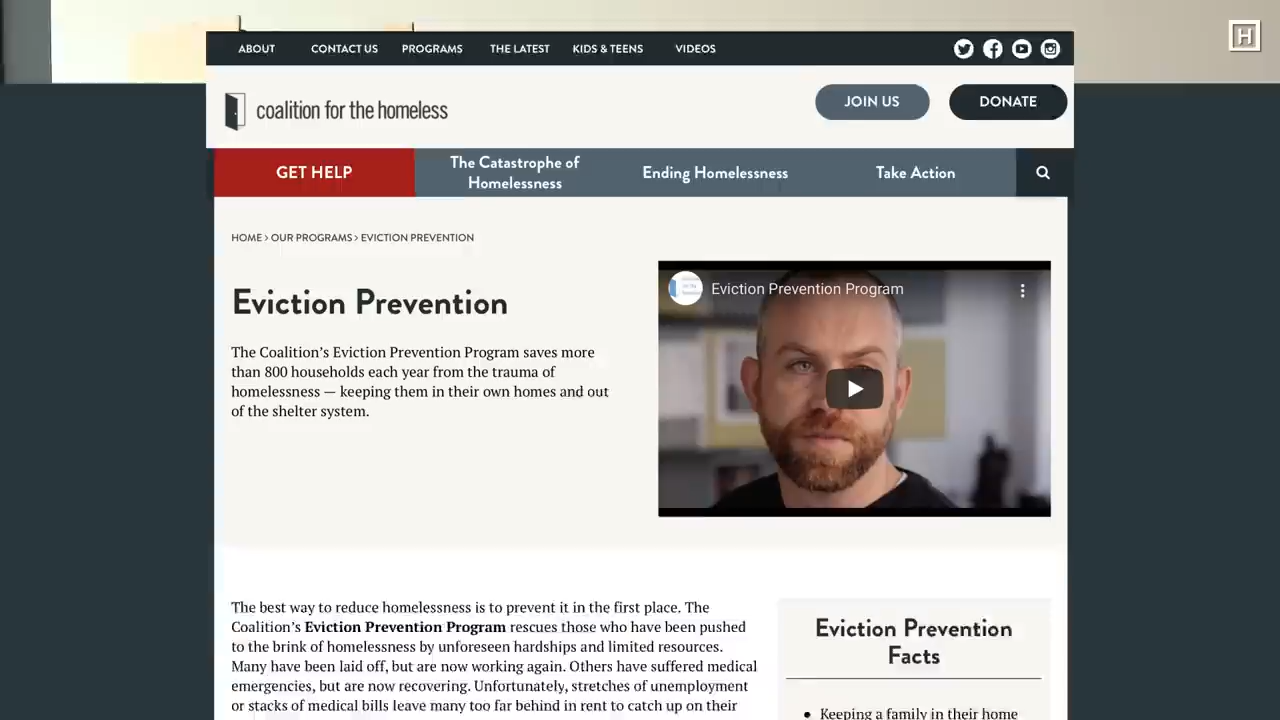 H
ABOUT CONTACT US PROGRAMS THE LATEST KIDS & TEENS VIDEOS
coalition for the homeless
JOIN US DONATE
GET HELP
The Catastrophe of
Homelessness
Ending Homelessness
Take Action
HOME > OUR PROGRAMS > EVICTION PREVENTION
Eviction Prevention
The Coalition’s Eviction Prevention Program saves more
than 800 households each year from the trauma of
homelessness — keeping them in their own homes and out
of the shelter system.
Eviction Prevention Program
The best way to reduce homelessness is to prevent it in the first place. The
Coalition’s Eviction Prevention Program rescues those who have been pushed
to the brink of homelessness by unforeseen hardships and limited resources.
Many have been laid off, but are now working again. Others have suffered medical
emergencies, but are now recovering. Unfortunately, stretches of unemployment
or stacks of medical bills leave many too far behind in rent to catch up on their
Eviction Prevention
Facts
• Keeping a family in their home